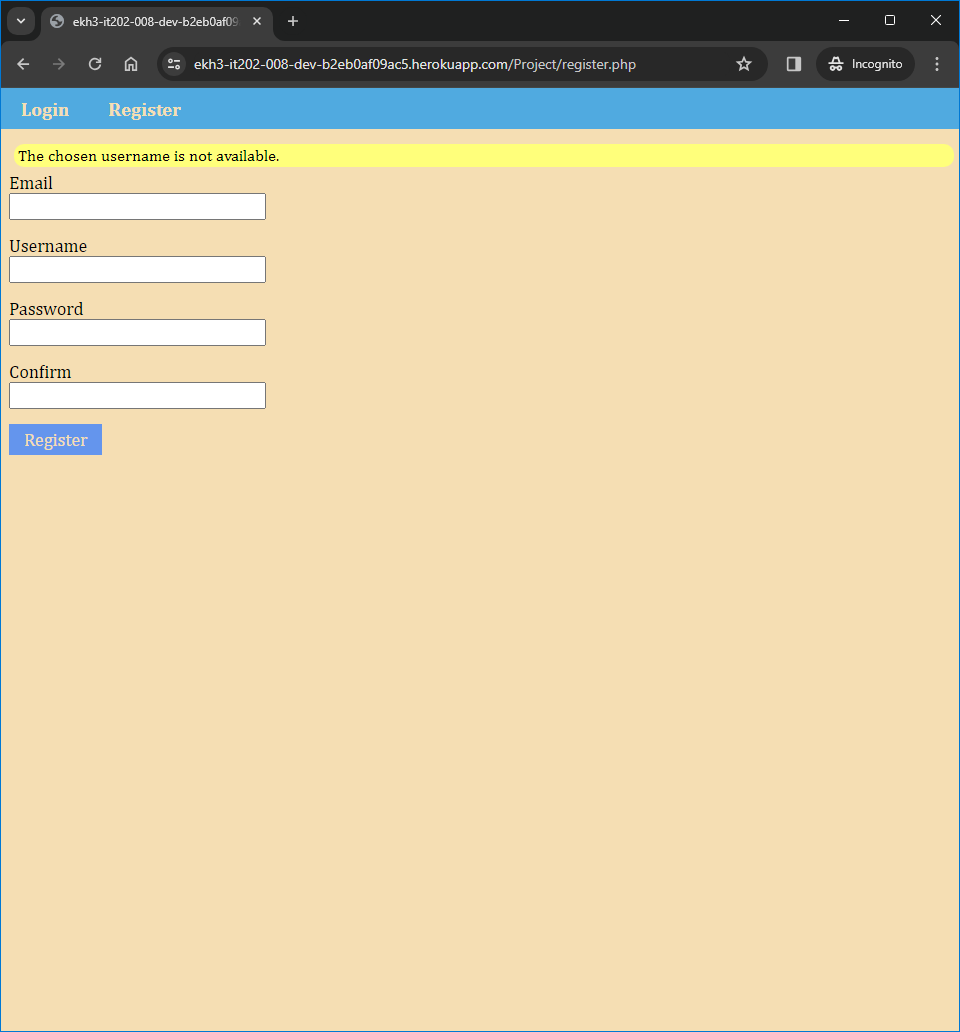 ekh3-it202-008-dev-b2eb0af09
ekh3-it202-008-dev-b2eb0af09ac5.herokuapp.com/Project/register.php
Incognito
Login Register
The chosen username is not available.
Email
Username
Password
Confirm
Register